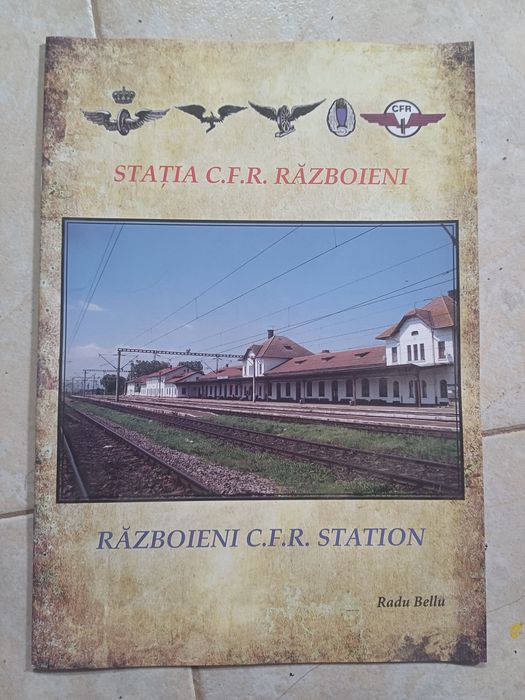 CFR
STAȚIA C.F.R. RĂZBOIENI
RĂZBOIENI C.F.R. STATION
Radu Bellu